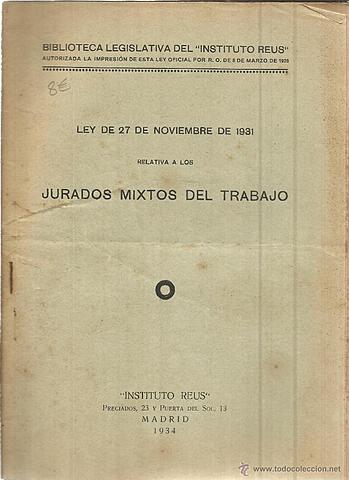 BIBLIOTECA LEGISLATIVA DEL "INSTITUTO REUS"
AUTORIZADA LA IMPRESIÓN DE ESTA LEY OFICIAL POR R. O. DE 8 DE MARZO DE 1926
8€
LEY DE 27 DE NOVIEMBRE DE 1931
RELATIVA A LOS
JURADOS MIXTOS DEL TRABAJO
"INSTITUTO REUS"
PRECIADOS, 23 Y PUERTA DEL SOL, 13
MADRID
1934
www.todocoleccion.net